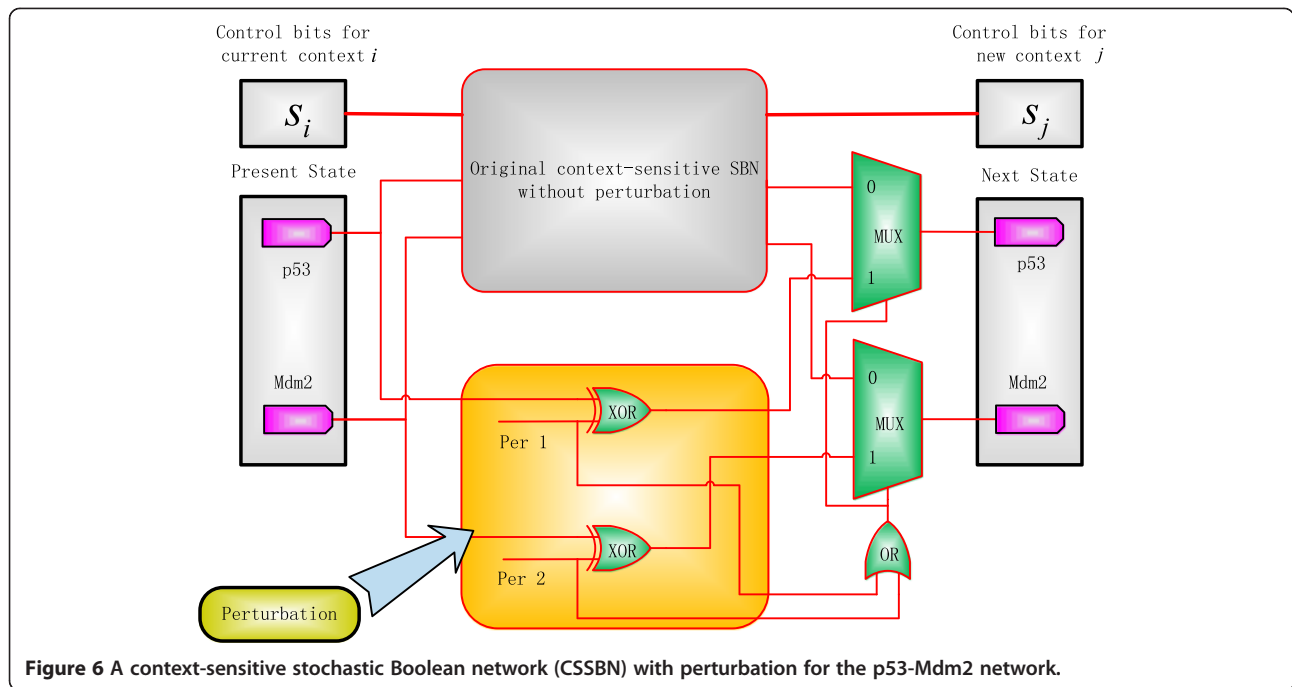 Control bits for
current context i
Control bits for
new context j
s_i
s_j
Present State
Original context-sensitive SBN
without perturbation
Next State
0
MUX
1
p53
p53
Mdm2
0
MUX
1
Mdm2
XOR
Per 1
XOR
OR
Per 2
Perturbation
Figure 6 A context-sensitive stochastic Boolean network (CSSBN) with perturbation for the p53-Mdm2 network.